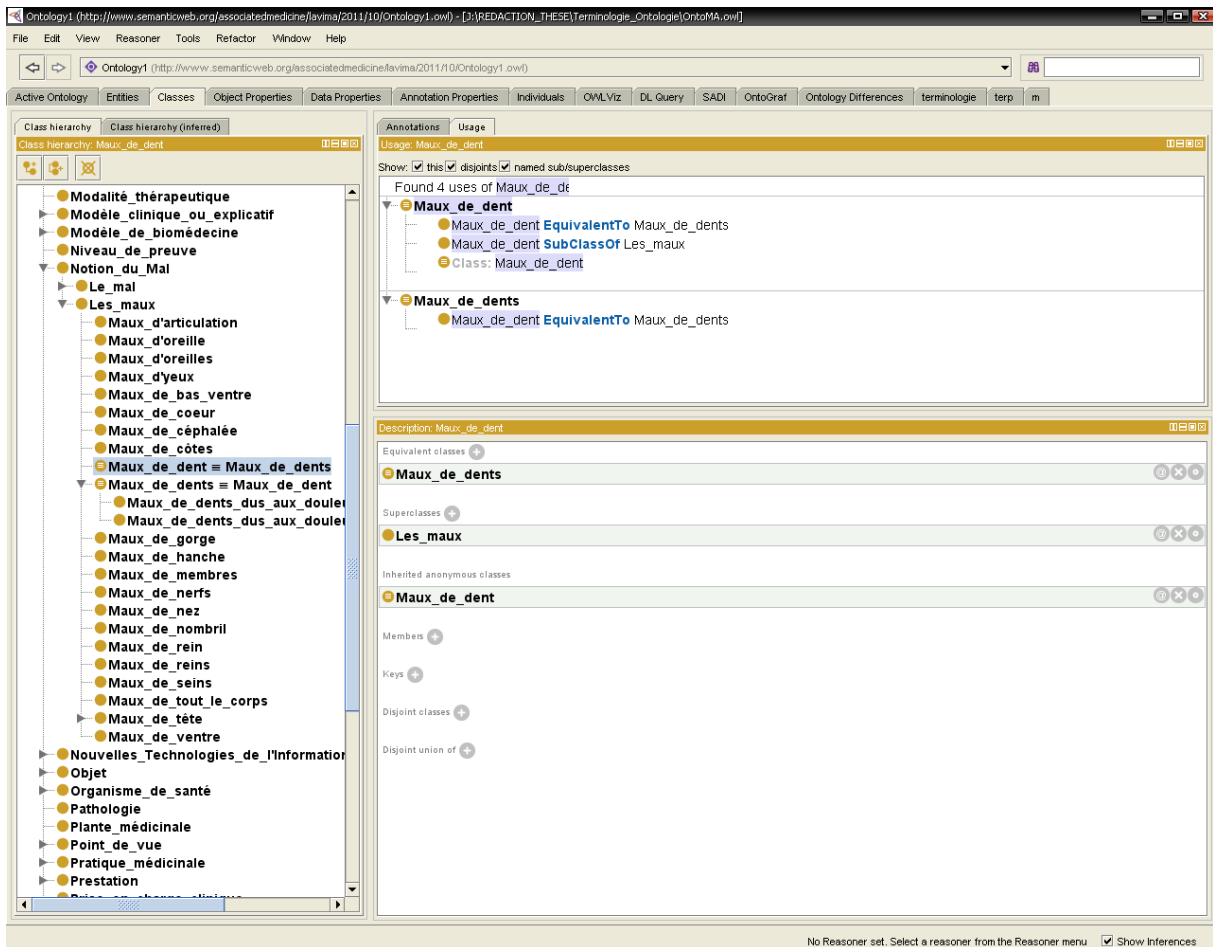 Ontology1 (http://www.semanticweb.org/associatedmedicine/lavima/2011/10/Ontology1.owl) - [J:\REDACTION_THESE\Terminologie_Ontologie\OntoMA.owl]
File Edit View Reasoner Tools Refactor Window Help
Ontology1 (http://www.semanticweb.org/associatedmedicine/lavima/2011/10/Ontology1.owl)
Active Ontology Entities Classes Object Properties Data Properties Annotation Properties Individuals OWLViz DL Query SADI OntoGraf Ontology Differences terminologie terp m
Class hierarchy Class hierarchy (inferred)
Class hierarchy: Maux_de_dent
Modalité_thérapeutique
Modèle_clinique_ou_explicatif
Modèle_de_biomédecine
Niveau_de_preuve
Notion_du_Mal
Le_mal
Les_maux
Maux_d'articulation
Maux_d'oreille
Maux_d'oreilles
Maux_d'yeux
Maux_de_bas_ventre
Maux_de_coeur
Maux_de_céphalée
Maux_de_côtes
Maux_de_dent ≡ Maux_de_dents
Maux_de_dents ≡ Maux_de_dent
Maux_de_dents_dus_aux_douleu
Maux_de_dents_dus_aux_douleu
Maux_de_gorge
Maux_de_hanche
Maux_de_membres
Maux_de_nerfs
Maux_de_nez
Maux_de_nombril
Maux_de_rein
Maux_de_reins
Maux_de_seins
Maux_de_tout_le_corps
Maux_de_tête
Maux_de_ventre
Nouvelles_Technologies_de_l'Information
Objet
Organisme_de_santé
Pathologie
Plante_médicinale
Point_de_vue
Pratique_médicinale
Prestation
Annotations Usage
Usage: Maux_de_dent
Show: this disjoints named sub/superclasses
Found 4 uses of Maux_de_de
Maux_de_dent
Maux_de_dent EquivalentTo Maux_de_dents
Maux_de_dent SubClassOf Les_maux
Class: Maux_de_dent
Maux_de_dents
Maux_de_dent EquivalentTo Maux_de_dents
Description: Maux_de_dent
Equivalent classes
Maux_de_dents
Superclasses
Les_maux
Inherited anonymous classes
Maux_de_dent
Members
Keys
Disjoint classes
Disjoint union of
No Reasoner set. Select a reasoner from the Reasoner menu Show Inferences